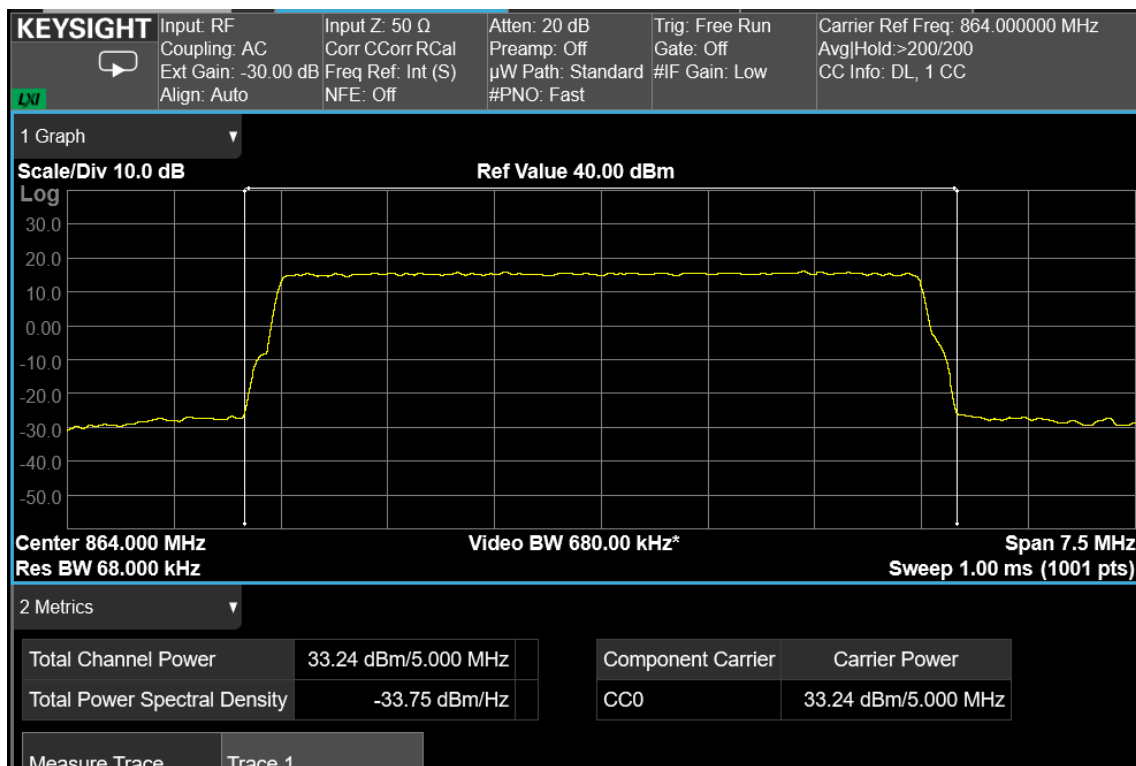 KEYSIGHT
LXI
Input: RF
Coupling: AC
Ext Gain: -30.00 dB
Align: Auto
Input Z: 50 Ω
Corr CCorr RCal
Freq Ref: Int (S)
NFE: Off
Atten: 20 dB
Preamp: Off
µW Path: Standard
#PNO: Fast
Trig: Free Run
Gate: Off
#IF Gain: Low
Carrier Ref Freq: 864.000000 MHz
Avg|Hold:>200/200
CC Info: DL, 1 CC
1 Graph
Scale/Div 10.0 dB
Ref Value 40.00 dBm
Log
30.0
20.0
10.0
0.00
-10.0
-20.0
-30.0
-40.0
-50.0
Center 864.000 MHz
Video BW 680.00 kHz*
Span 7.5 MHz
Res BW 68.000 kHz
Sweep 1.00 ms (1001 pts)
2 Metrics
Total Channel Power 33.24 dBm/5.000 MHz
Total Power Spectral Density -33.75 dBm/Hz
Component Carrier Carrier Power
CC0 33.24 dBm/5.000 MHz
Measure Trace Trace 1